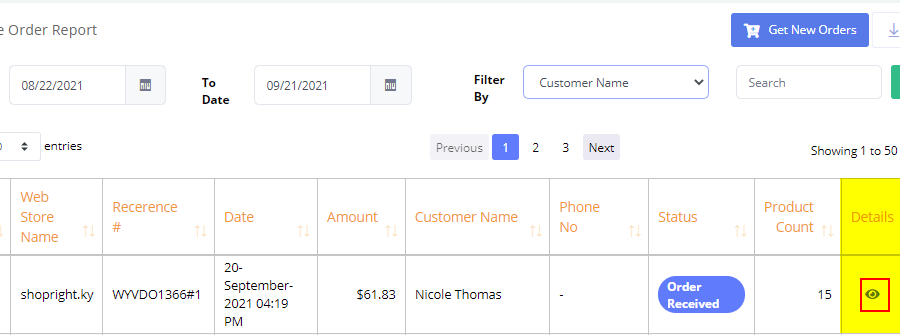 e Order Report
Get New Orders
08/22/2021
To
Date
09/21/2021
Filter
By
Customer Name
Search
entries
Previous
1
2
3
Next
Showing 1 to 50
Web
Store
Name
Recerence
#
Date
Amount
Customer Name
Phone
No
Status
Product
Count
Details
shopright.ky
WYVDO1366#1
20-
September-
2021 04:19
PM
$61.83
Nicole Thomas
-
Order
Received
15